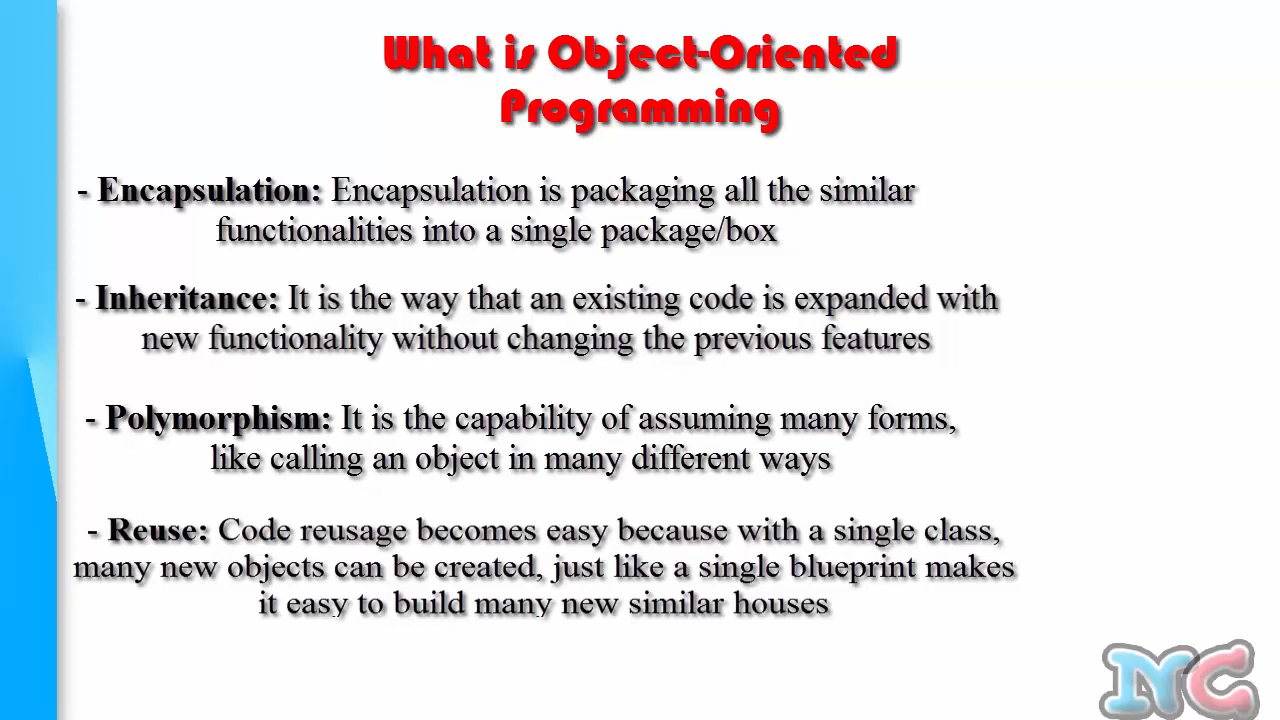 What is Object-Oriented
Programming
- Encapsulation: Encapsulation is packaging all the similar
functionalities into a single package/box
- Inheritance: It is the way that an existing code is expanded with
new functionality without changing the previous features
- Polymorphism: It is the capability of assuming many forms,
like calling an object in many different ways
- Reuse: Code reusage becomes easy because with a single class,
many new objects can be created, just like a single blueprint makes
it easy to build many new similar houses
NC